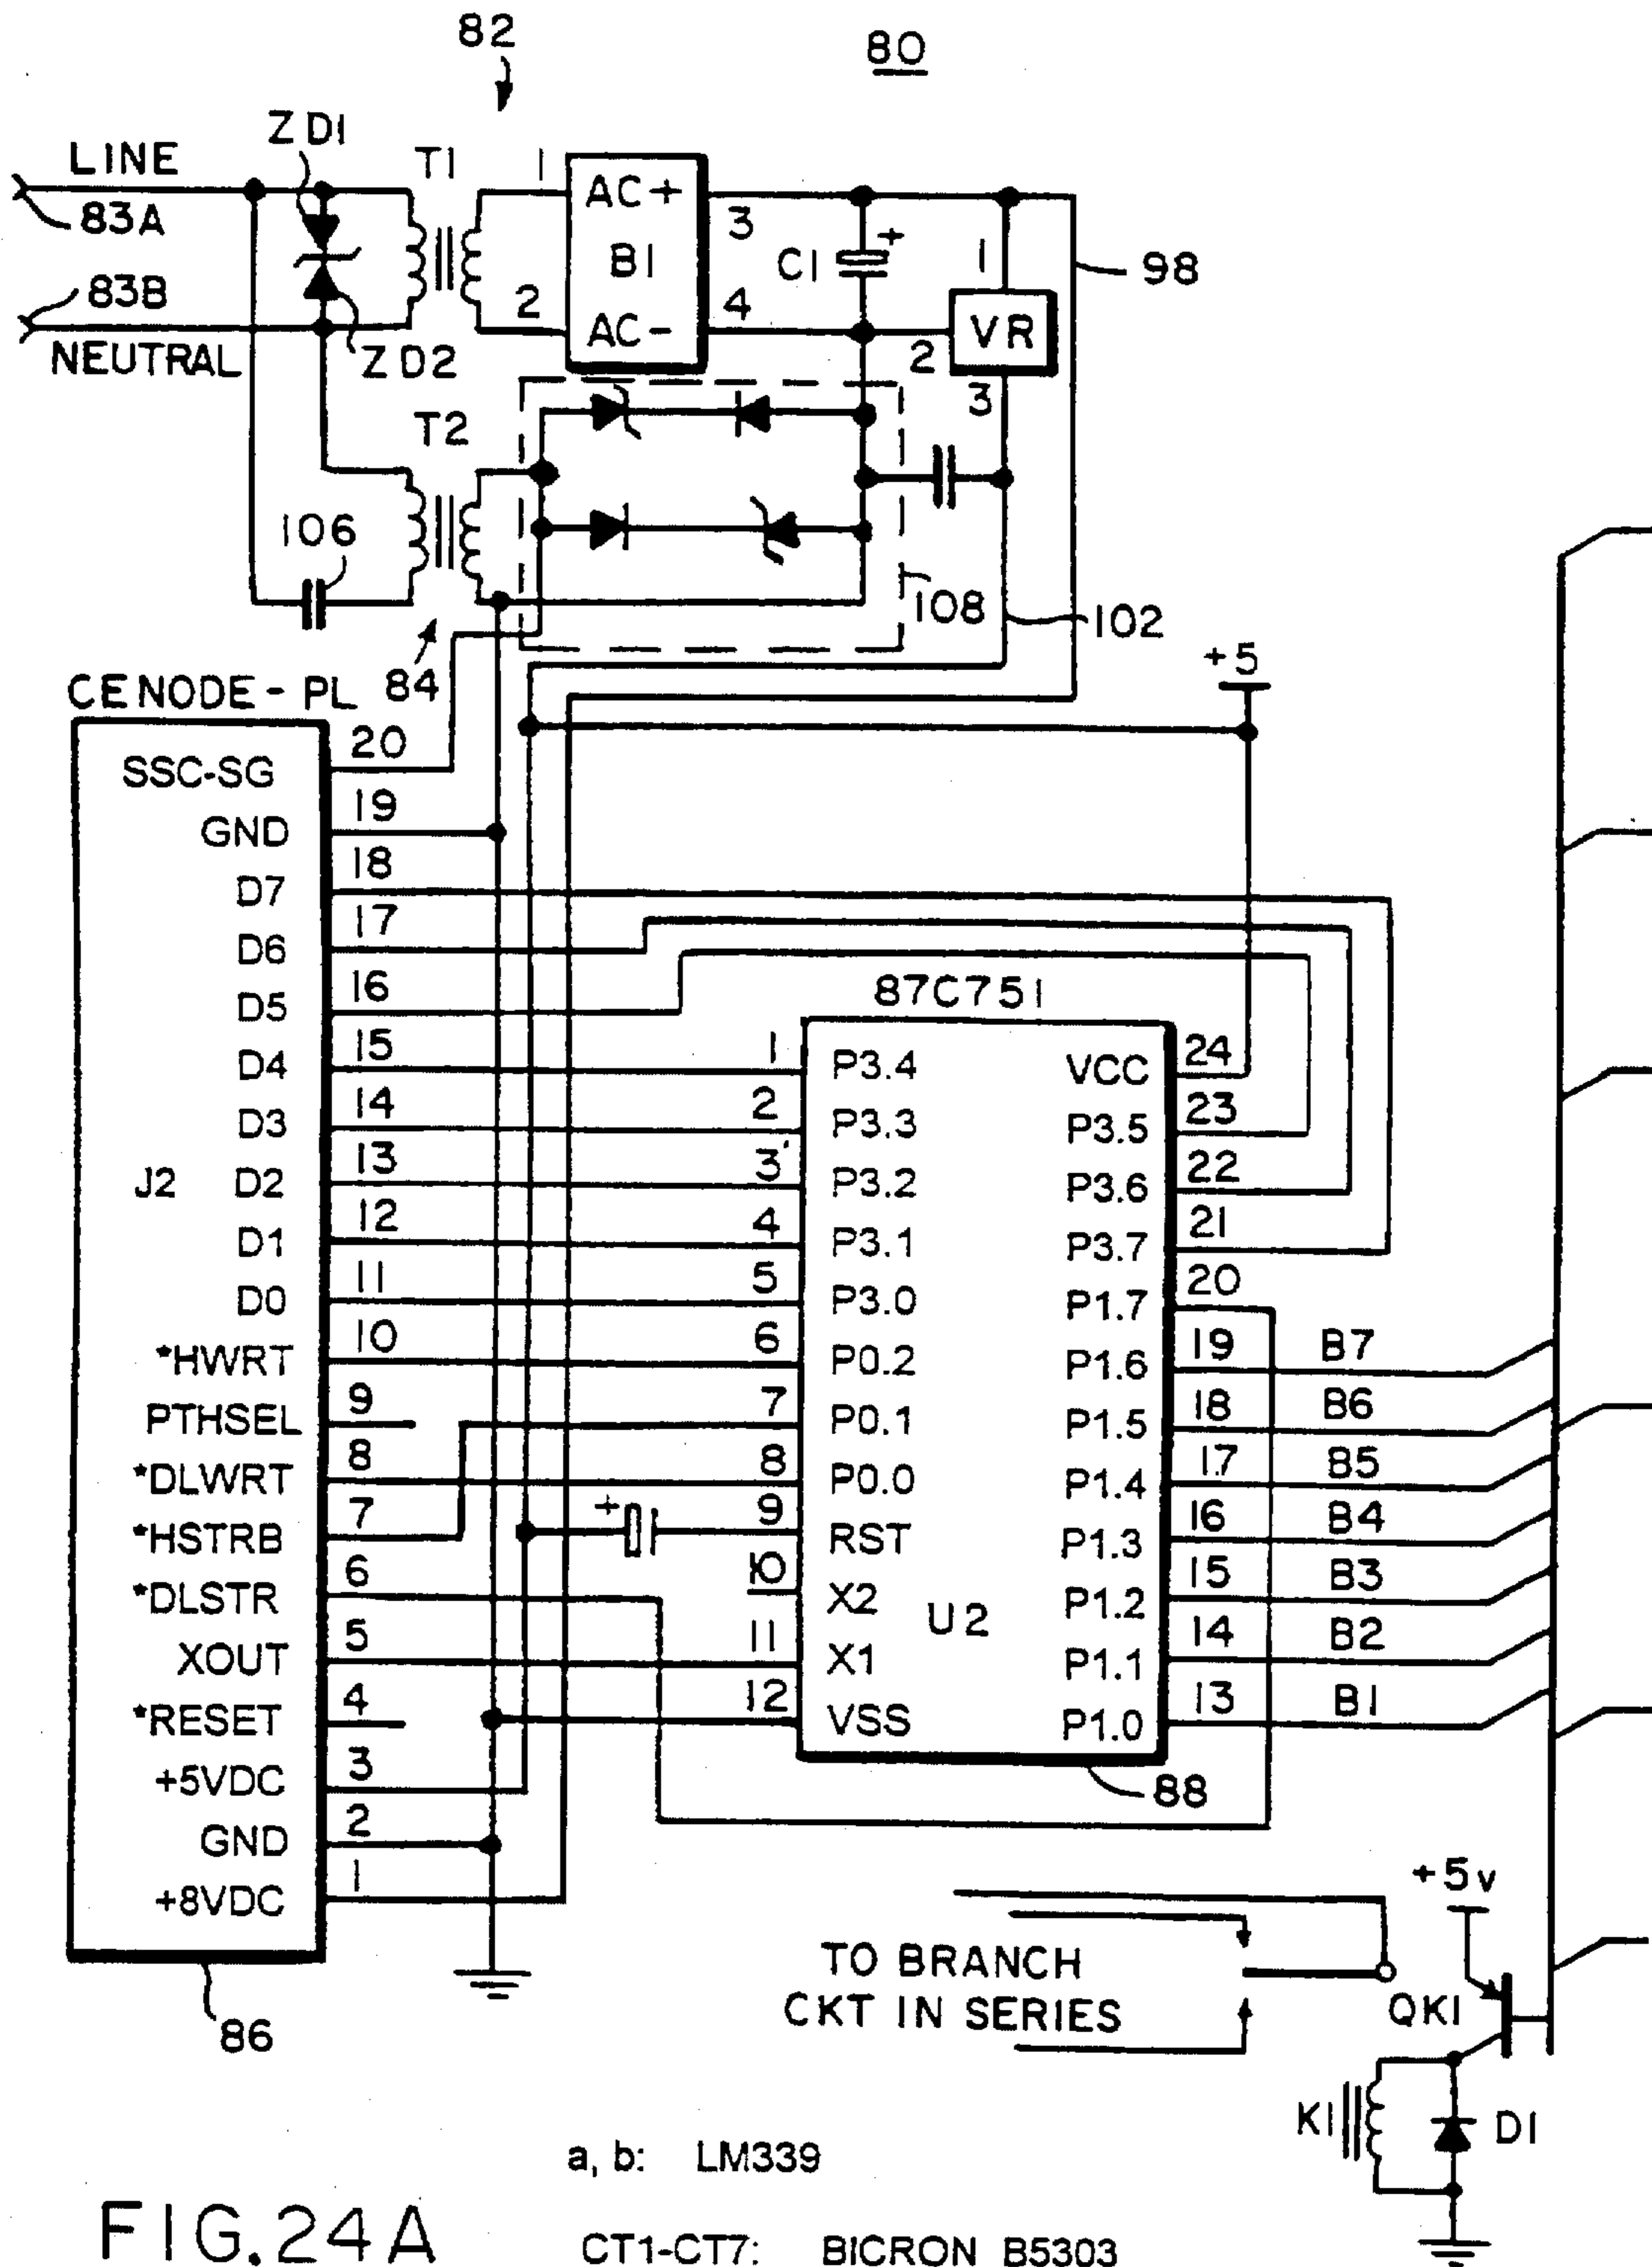 82
80
ZD1
LINE
T1
1
AC+
3
83A
B1
C1
+
1
98
83B
2
AC-
4
2
VR
NEUTRAL
ZD2
3
T2
106
108
102
84
+5
CENODE-PL
20
SSC-SG
19
GND
18
D7
17
D6
16
D5
87C751
15
D4
1
P3.4
VCC
24
14
D3
2
P3.3
P3.5
23
13
J2
D2
3
P3.2
P3.6
22
12
D1
4
P3.1
P3.7
21
11
D0
5
P3.0
P1.7
20
10
*HWRT
6
P0.2
P1.6
19
B7
9
PTHSEL
7
P0.1
P1.5
18
B6
8
*DLWRT
8
P0.0
P1.4
17
B5
7
*HSTRB
+
9
RST
P1.3
16
B4
6
*DLSTR
10
X2
U2
P1.2
15
B3
5
XOUT
11
X1
P1.1
14
B2
4
*RESET
12
VSS
P1.0
13
B1
3
+5VDC
88
2
GND
1
+8VDC
+5v
TO BRANCH
CKT IN SERIES
QK1
86
K1
D1
a, b: LM339
FIG.24A
CT1-CT7: BICRON B5303